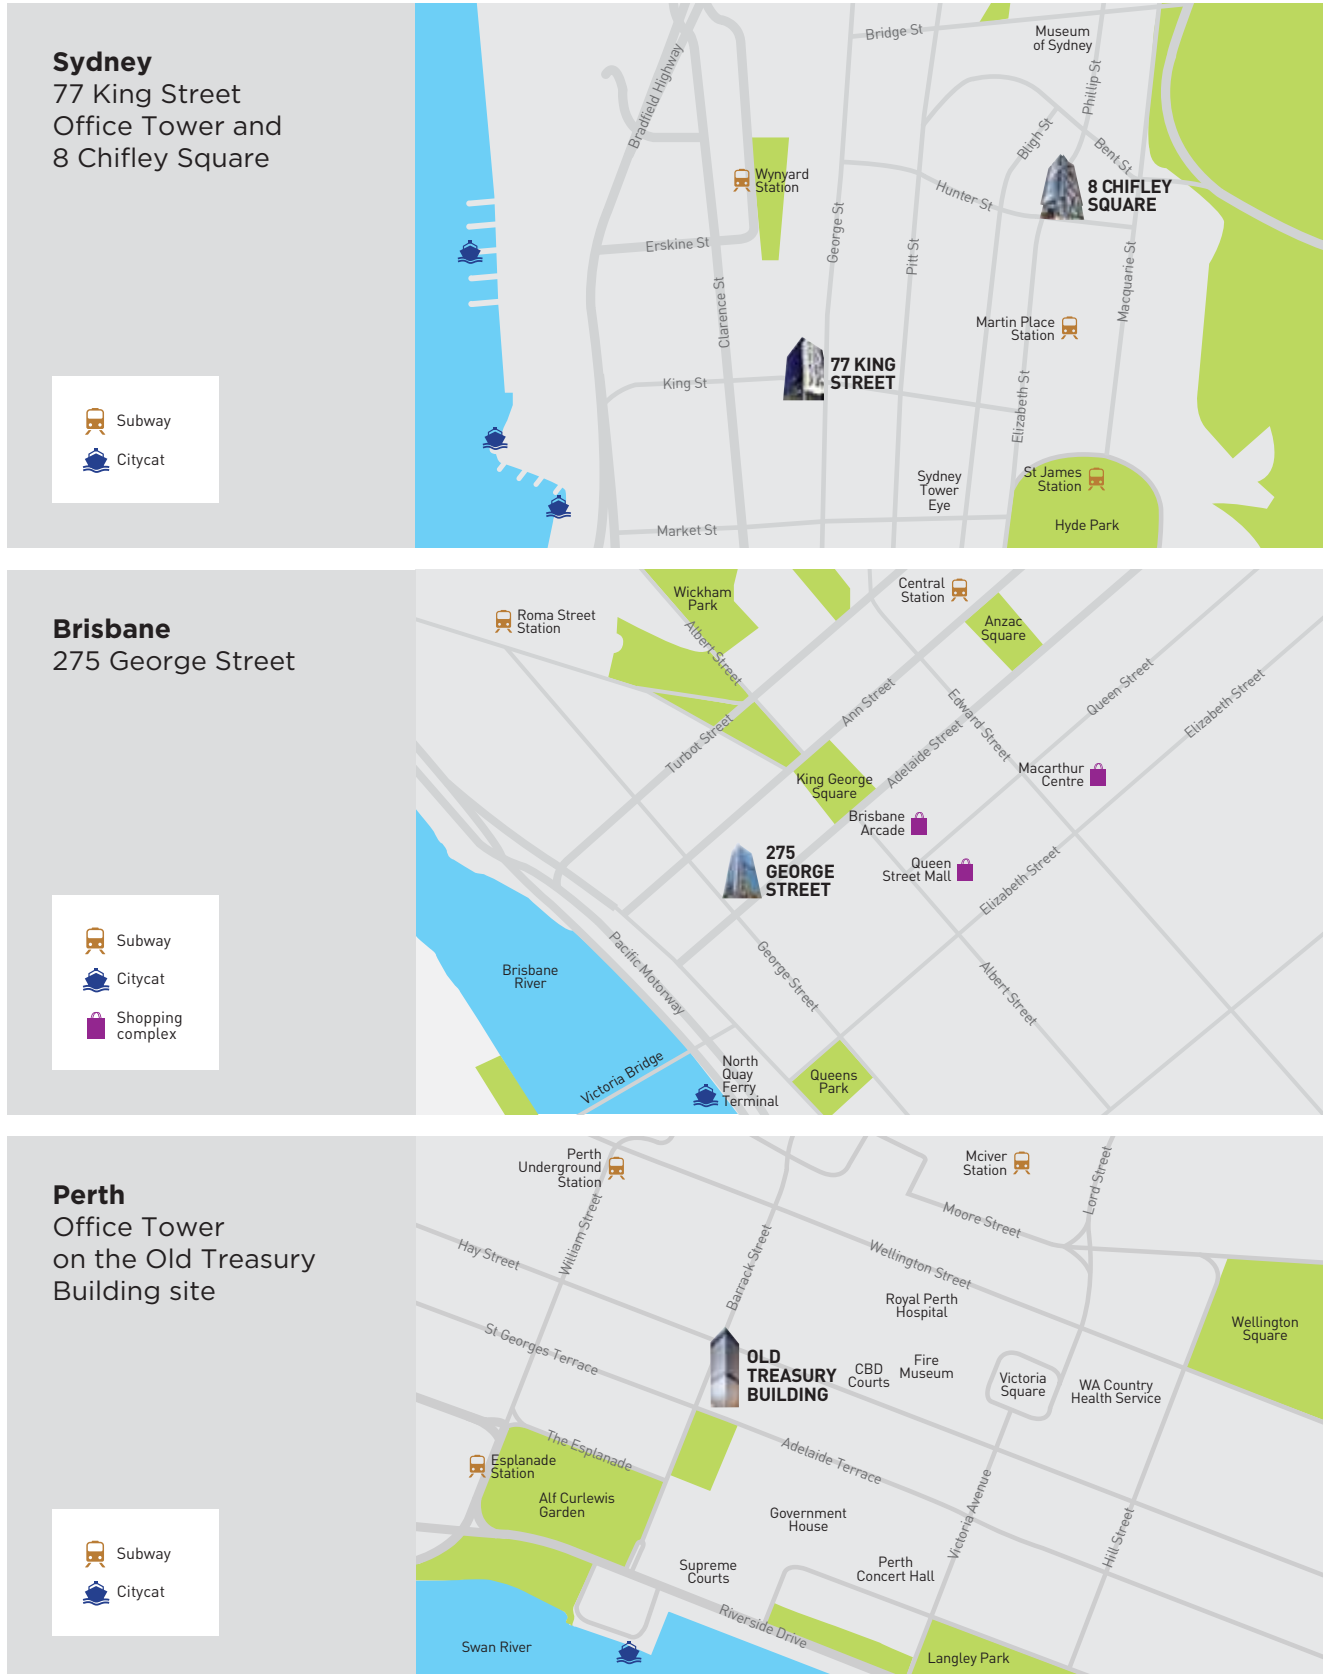 Sydney
77 King Street
Office Tower and
8 Chifley Square
Subway
Citycat
Bridge St
Museum
of Sydney
Bradfield Highway
Phillip St
Bligh St
Bent St
Wynyard
Station
8 CHIFLEY
SQUARE
Hunter St
George St
Erskine St
Pitt St
Macquarie St
Clarence St
Martin Place
Station
77 KING
STREET
King St
Elizabeth St
Sydney
Tower
Eye
St James
Station
Market St
Hyde Park
Brisbane
275 George Street
Subway
Citycat
Shopping
complex
Wickham
Park
Central
Station
Roma Street
Station
Anzac
Square
Albert Street
Ann Street
Queen Street
Elizabeth Street
Edward Street
Turbot Street
Adelaide Street
Macarthur
Centre
King George
Square
Brisbane
Arcade
275
GEORGE
STREET
Queen
Street Mall
Elizabeth Street
Pacific Motorway
George Street
Albert Street
Brisbane
River
Victoria Bridge
North
Quay
Ferry
Terminal
Queens
Park
Perth
Office Tower
on the Old Treasury
Building site
Subway
Citycat
Perth
Underground
Station
Mciver
Station
Lord Street
William Street
Moore Street
Hay Street
Barrack Street
Wellington Street
Royal Perth
Hospital
Wellington
Square
St Georges Terrace
OLD
TREASURY
BUILDING
CBD
Courts
Fire
Museum
Victoria
Square
WA Country
Health Service
The Esplanade
Adelaide Terrace
Esplanade
Station
Alf Curlewis
Garden
Government
House
Victoria Avenue
Hill Street
Supreme
Courts
Perth
Concert Hall
Riverside Drive
Swan River
Langley Park